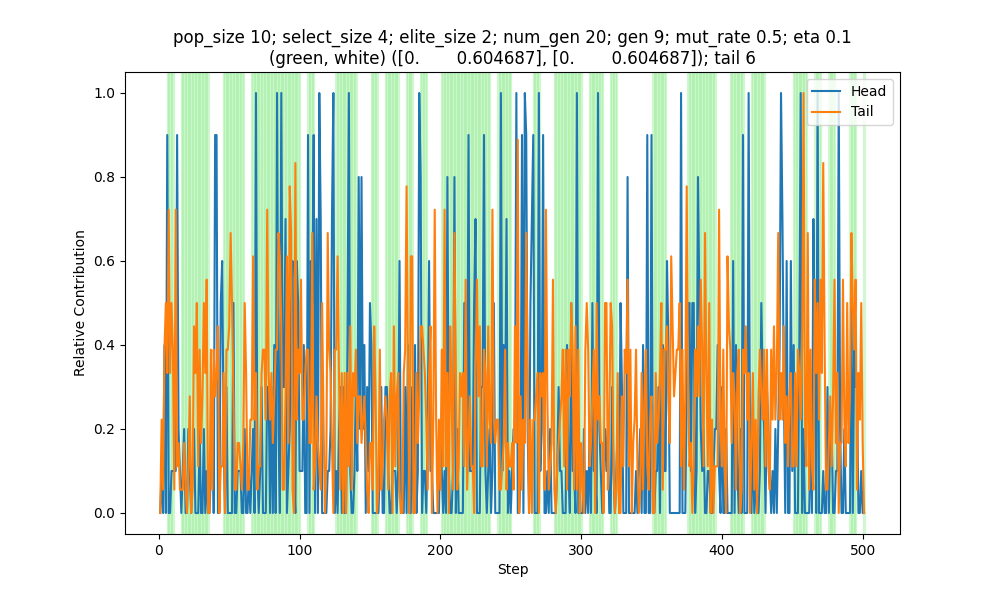 pop_size 10; select_size 4; elite_size 2; num_gen 20; gen 9; mut_rate 0.5; eta 0.1
(green, white) ([0. 0.604687], [0. 0.604687]); tail 6
Head
Tail
1.0
0.8
0.6
0.4
0.2
0.0
Relative Contribution
0 100 200 300 400 500
Step